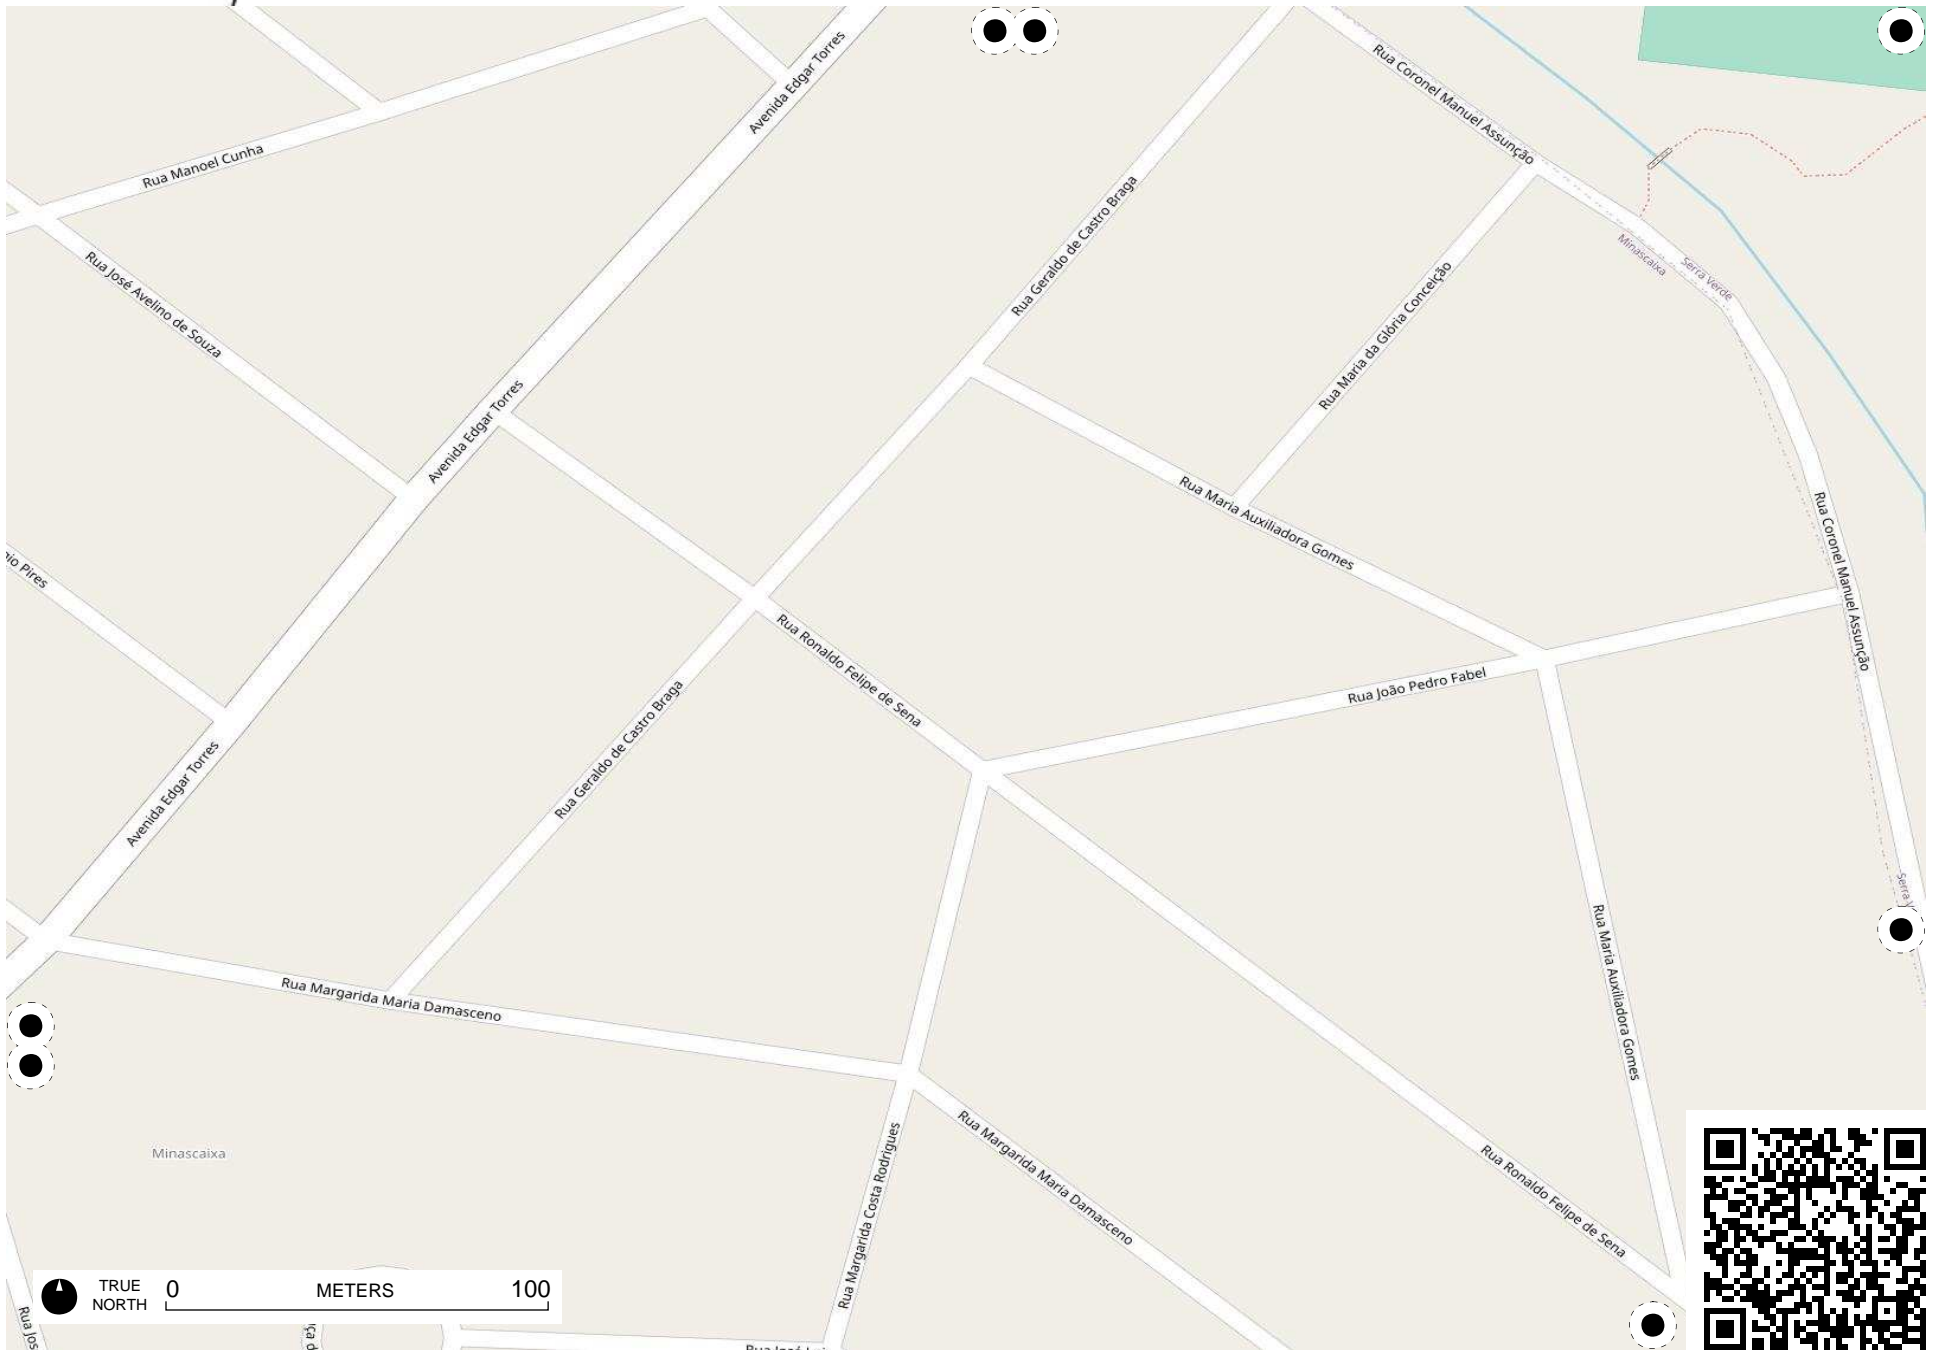 Avenida Edgar Torres
Rua Coronel Manuel Assunção
Rua Manoel Cunha
Rua Geraldo de Castro Braga
Minascaixa
Serra Verde
Rua José Avelino de Souza
Rua Maria da Glória Conceição
Avenida Edgar Torres
Rua Maria Auxiliadora Gomes
Rua Coronel Manuel Assunção
Pires
Rua Ronaldo Felipe de Sena
Rua João Pedro Fabel
Rua Geraldo de Castro Braga
Avenida Edgar Torres
Serra V
Rua Maria Auxiliadora Gomes
Rua Margarida Maria Damasceno
Minascaixa
Rua Margarida Costa Rodrigues
Rua Margarida Maria Damasceno
Rua Ronaldo Felipe de Sena
TRUE NORTH
0 METERS 100
Rua Jos